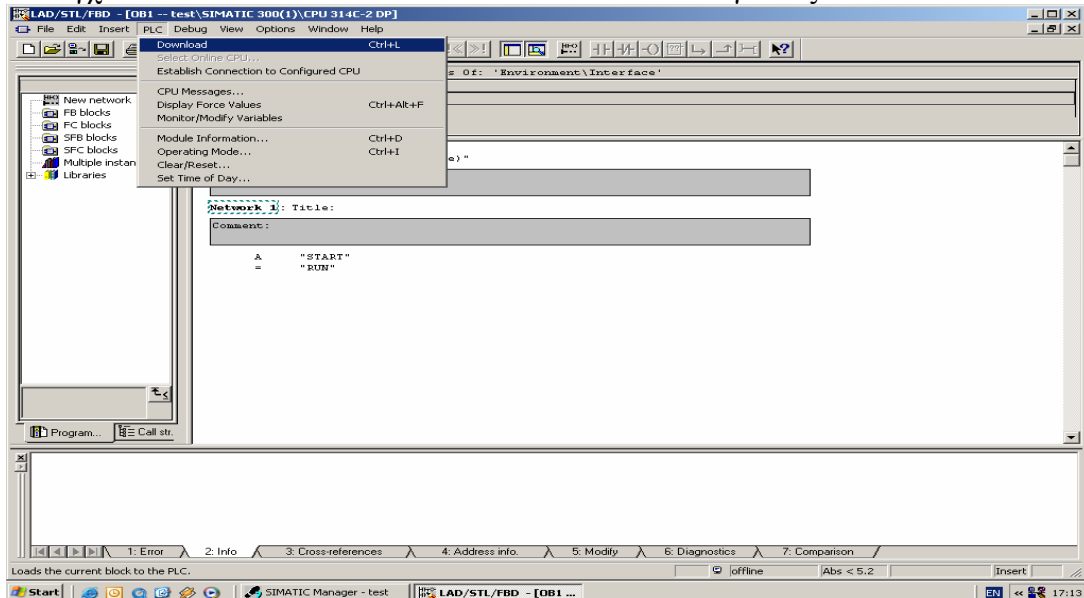 LAD/STL/FBD - [OB1 -- test\SIMATIC 300(1)\CPU 314C-2 DP]
File Edit Insert PLC Debug View Options Window Help
Download Ctrl+L
Select Online CPU...
Establish Connection to Configured CPU
CPU Messages...
Display Force Values Ctrl+Alt+F
Monitor/Modify Variables
Module Information... Ctrl+D
Operating Mode... Ctrl+I
Clear/Reset...
Set Time of Day...
s Of: 'Environment\Interface'
New network
FB blocks
FC blocks
SFB blocks
SFC blocks
Multiple instan
Libraries
Program... Call str.
e)"
Network 1: Title:
Comment:
A "START"
= "RUN"
1: Error 2: Info 3: Cross-references 4: Address info. 5: Modify 6: Diagnostics 7: Comparison
Loads the current block to the PLC. offline Abs < 5.2 Insert
Start SIMATIC Manager - test LAD/STL/FBD - [OB1 ... EN 17:13